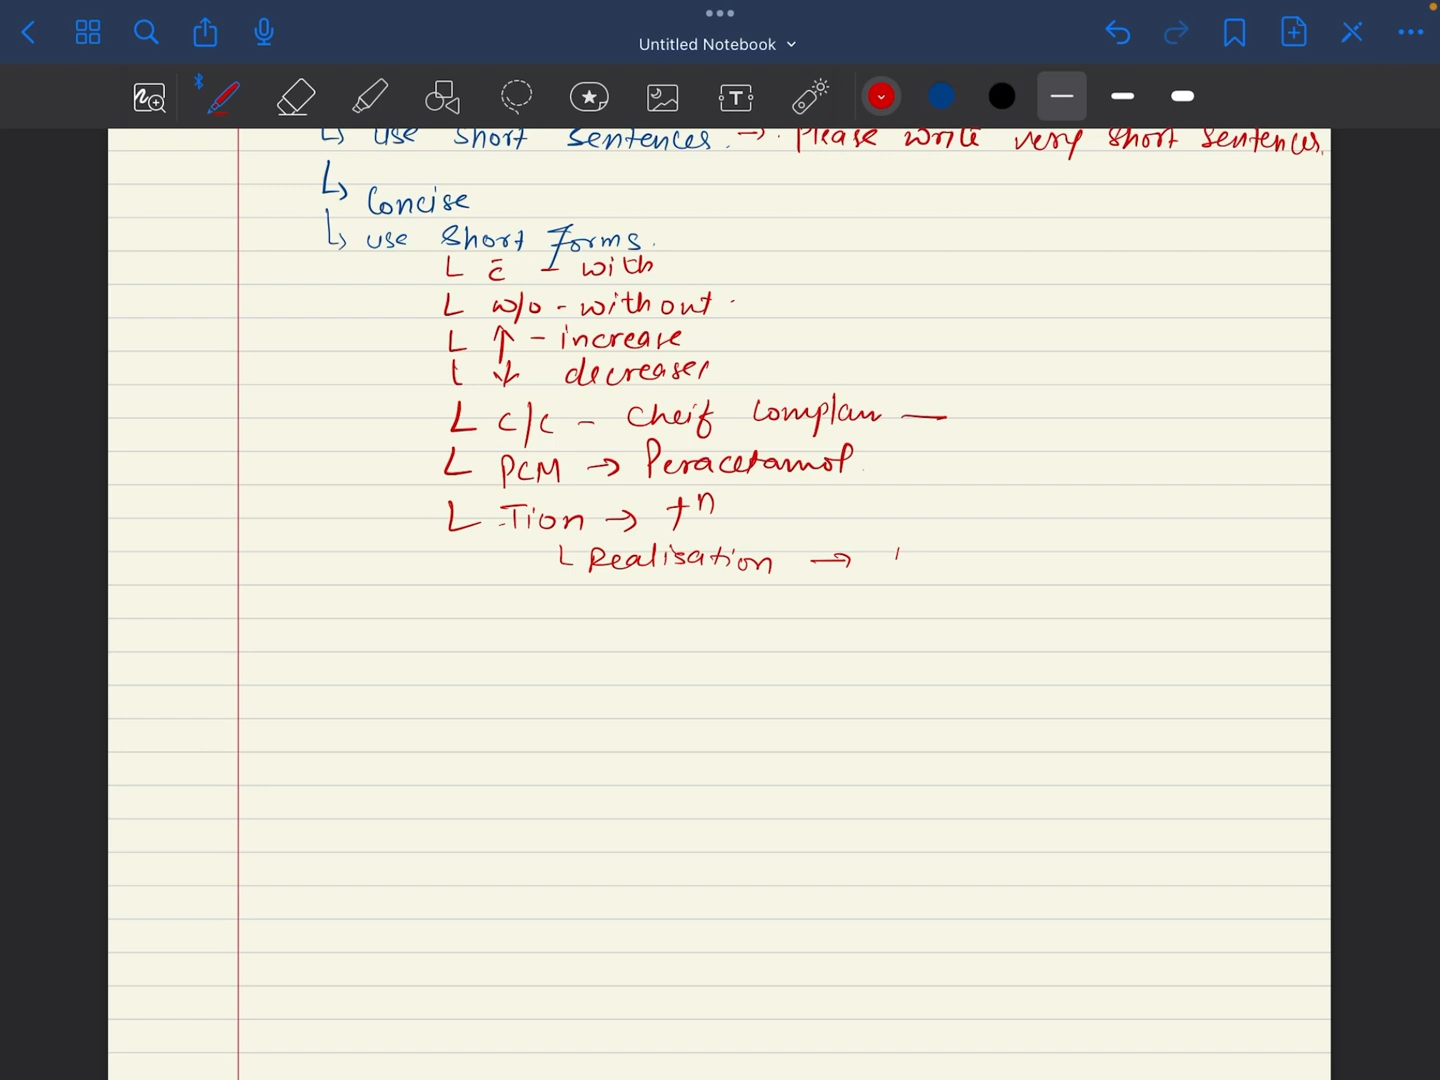 Untitled Notebook
↳ use short sentences. → Please write very short sentences.
↳ Concise
↳ use Short Forms.
L c̄ - with
L w/o - without
L ↑ - increase
L ↓ decreases
L c/c - Cheif Complain —
L PCM → Peracetamol
L -Tion → tⁿ
L Realisation →